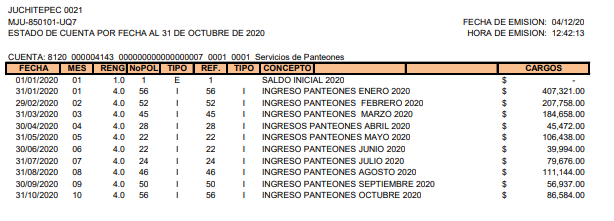 JUCHITEPEC 0021
MJU-850101-UQ7 FECHA DE EMISION: 04/12/20
ESTADO DE CUENTA POR FECHA AL 31 DE OCTUBRE DE 2020 HORA DE EMISION: 12:42:13
CUENTA: 8120 000004143 000000000000000007 0001 0001 Servicios de Panteones
FECHA MES RENG NoPOL TIPO REF. TIPO CONCEPTO CARGOS
01/01/2020 01 1.0 1 E 1 SALDO INICIAL 2020 $ -
31/01/2020 01 4.0 56 I 56 I INGRESO PANTEONES ENERO 2020 $ 407,321.00
29/02/2020 02 4.0 52 I 52 I INGRESO PANTEONES FEBRERO 2020 $ 207,758.00
31/03/2020 03 4.0 45 I 45 I INGRESO PANTEONES MARZO 2020 $ 184,658.00
30/04/2020 04 4.0 28 I 28 I INGRESOS PANTEONES ABRIL 2020 $ 45,472.00
31/05/2020 05 4.0 22 I 22 I INGRESOS PANTEONES MAYO 2020 $ 106,438.00
30/06/2020 06 4.0 22 I 22 I INGRESO PANTEONES JUNIO 2020 $ 39,994.00
31/07/2020 07 4.0 24 I 24 I INGRESO PANTEONES JULIO 2020 $ 79,676.00
31/08/2020 08 4.0 46 I 46 I INGRESO PANTEONES AGOSTO 2020 $ 111,144.00
30/09/2020 09 4.0 50 I 50 I INGRESO PANTEONES SEPTIEMBRE 2020 $ 56,937.00
31/10/2020 10 4.0 56 I 56 I INGRESO PANTEONES OCTUBRE 2020 $ 86,584.00